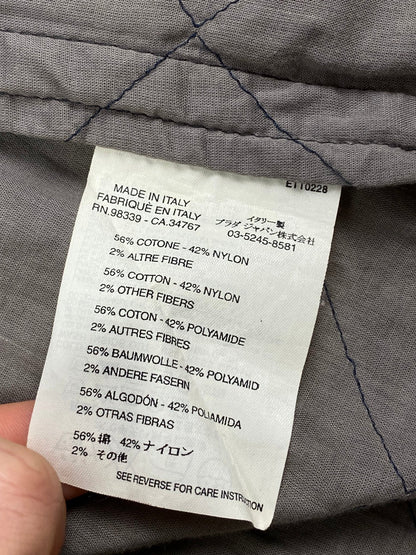 ET10228
MADE IN ITALY
FABRIQUÉ EN ITALY
RN.98339 - CA.34767
イタリー製
プラダ ジャパン株式会社
03-5245-8581
56% COTONE - 42% NYLON
2% ALTRE FIBRE
56% COTTON - 42% NYLON
2% OTHER FIBERS
56% COTON - 42% POLYAMIDE
2% AUTRES FIBRES
56% BAUMWOLLE - 42% POLYAMID
2% ANDERE FASERN
56% ALGODÓN - 42% POLIAMIDA
2% OTRAS FIBRAS
56% 綿 42% ナイロン
2% その他
SEE REVERSE FOR CARE INSTRUCTION